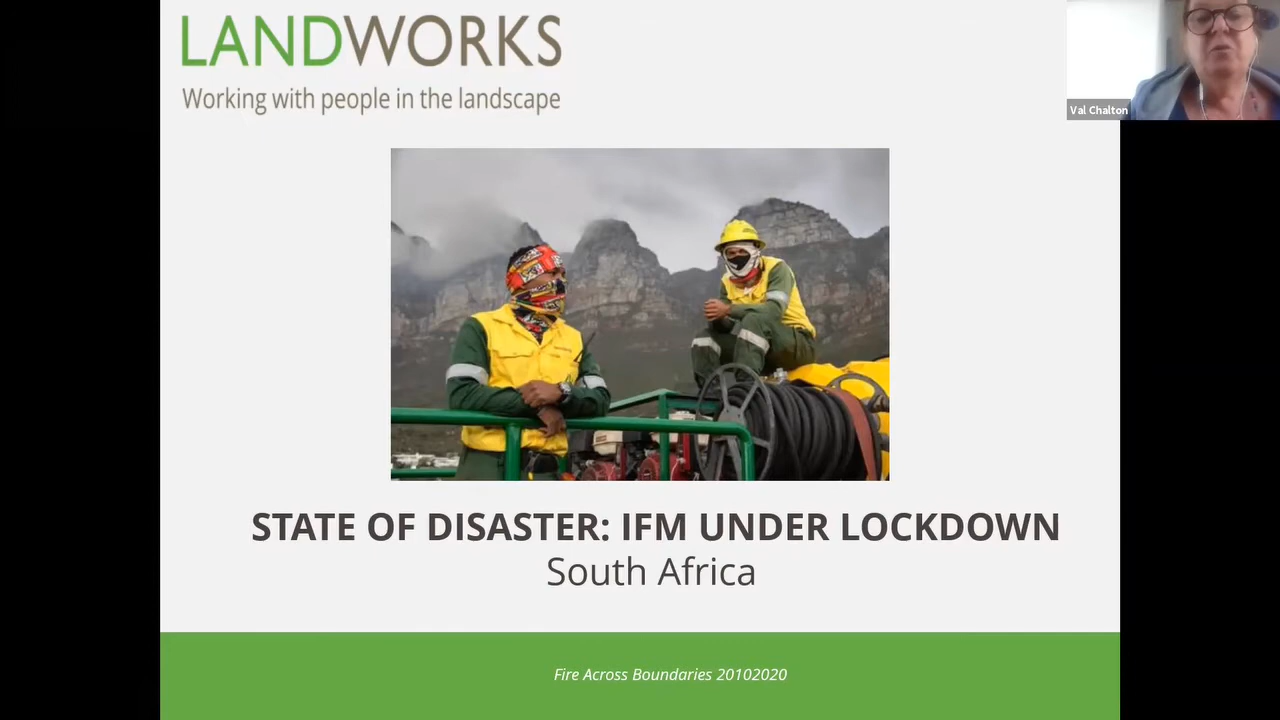 LANDWORKS
Working with people in the landscape
Val Chalton
STATE OF DISASTER: IFM UNDER LOCKDOWN
South Africa
Fire Across Boundaries 20102020